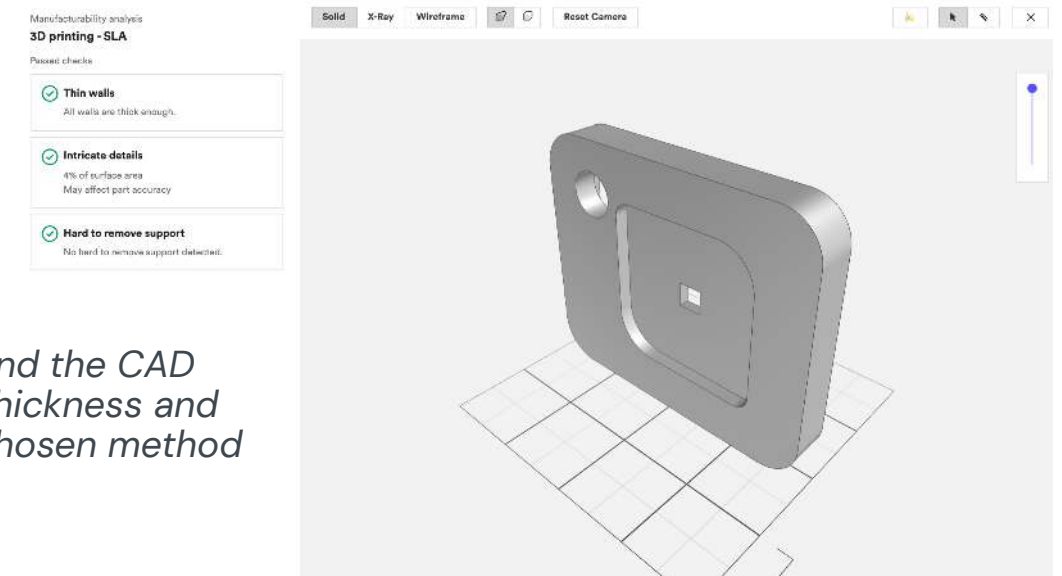 Manufacturability analysis
3D printing - SLA
Passed checks
Thin walls
All walls are thick enough.
Intricate details
4% of surface area
May affect part accuracy
Hard to remove support
No hard to remove support detected.
Solid X-Ray Wireframe Reset Camera
nd the CAD
hickness and
hosen method